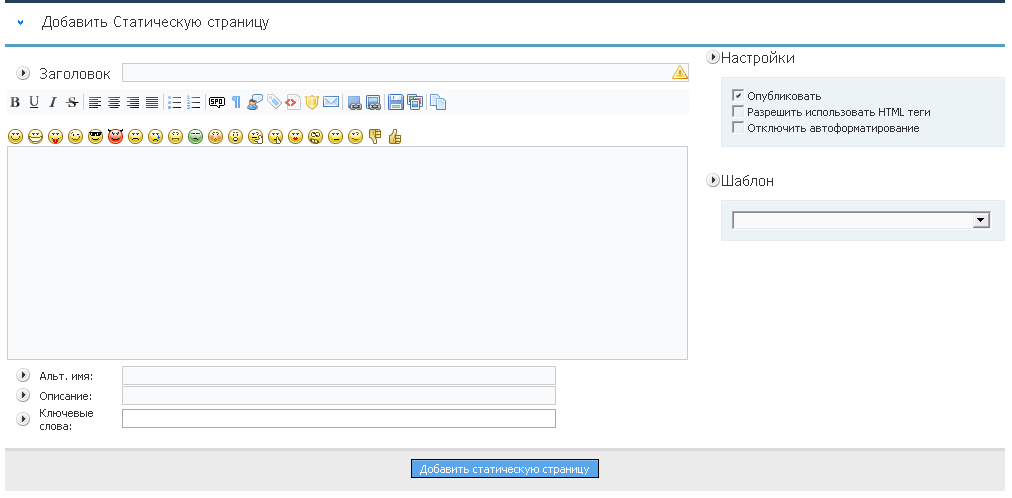 Добавить Статическую страницу
Заголовок
B U I S
SPO
Настройки
Опубликовать
Разрешить использовать HTML теги
Отключить автоформатирование
Шаблон
Альт. имя:
Описание:
Ключевые
слова:
Добавить статическую страницу